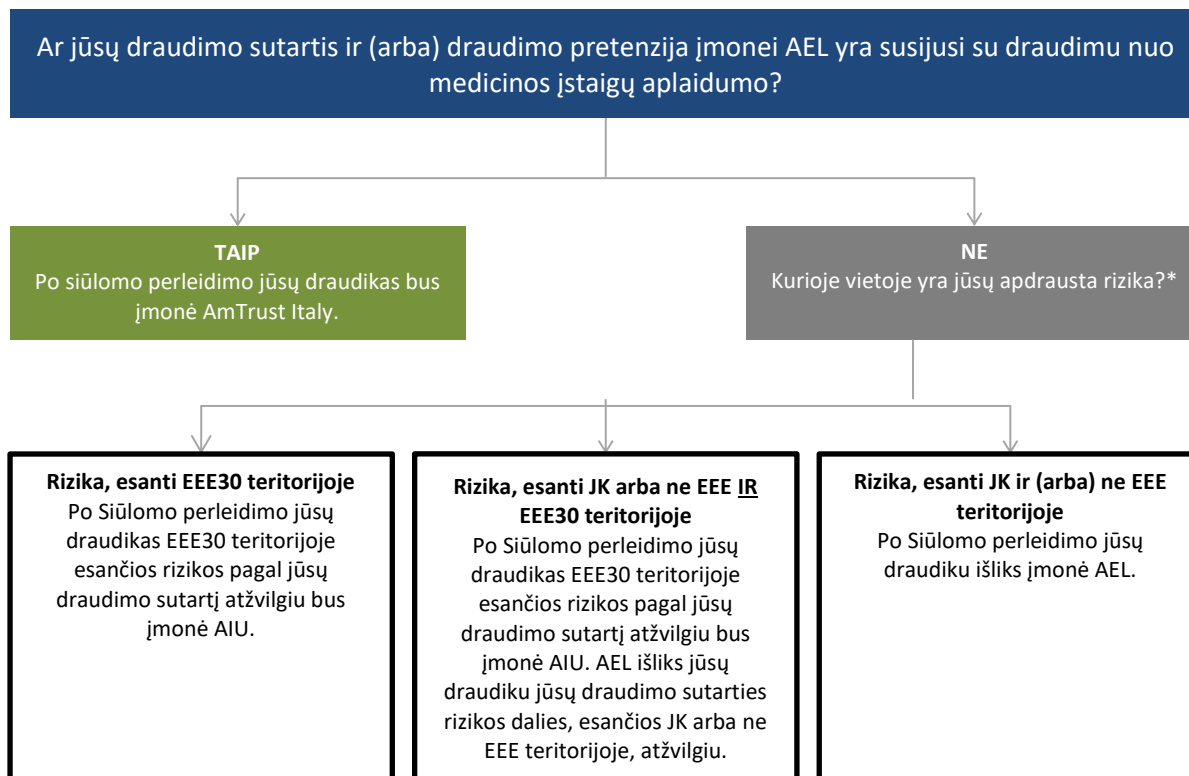 Ar jūsų draudimo sutartis ir (arba) draudimo pretenzija įmonei AEL yra susijusi su draudimu nuo
medicinos įstaigų aplaidumo?
TAIP
Po siūlomo perleidimo jūsų draudikas bus
įmonė AmTrust Italy.
NE
Kurioje vietoje yra jūsų apdrausta rizika?*
Rizika, esanti EEE30 teritorijoje
Po Siūlomo perleidimo jūsų
draudikas EEE30 teritorijoje
esančios rizikos pagal jūsų
draudimo sutartį atžvilgiu bus
įmonė AIU.
Rizika, esanti JK arba ne EEE IR
EEE30 teritorijoje
Po Siūlomo perleidimo jūsų
draudikas EEE30 teritorijoje
esančios rizikos pagal jūsų
draudimo sutartį atžvilgiu bus
įmonė AIU. AEL išliks jūsų
draudiku jūsų draudimo sutarties
rizikos dalies, esančios JK arba ne
EEE teritorijoje, atžvilgiu.
Rizika, esanti JK ir (arba) ne EEE
teritorijoje
Po Siūlomo perleidimo jūsų
draudiku išliks įmonė AEL.